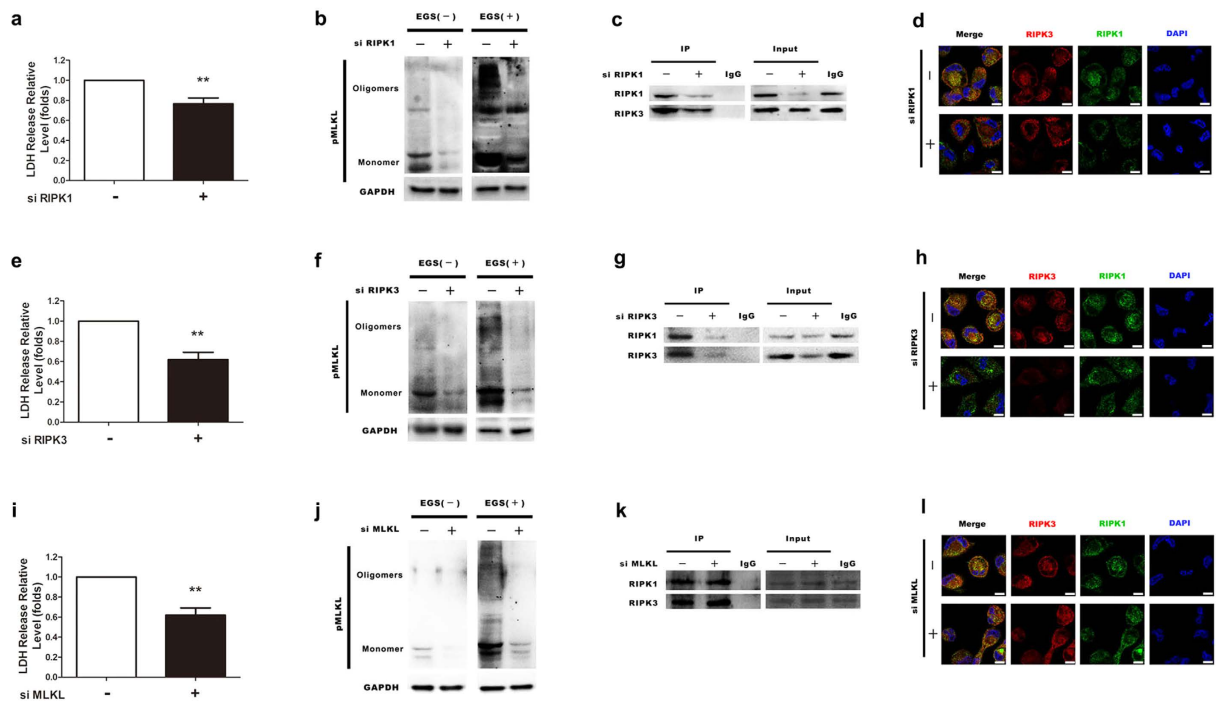 a
LDH Release Relative
Level (folds)
1.2
1.0
0.8
0.6
0.4
0.2
0.0
si RIPK1
-
+
**
b
EGS(−) EGS(+)
si RIPK1 − + − +
Oligomers
pMLKL
Monomer
GAPDH
c
IP Input
si RIPK1 − + IgG − + IgG
RIPK1
RIPK3
d
Merge RIPK3 RIPK1 DAPI
si RIPK1
−
+
e
LDH Release Relative
Level (folds)
1.2
1.0
0.8
0.6
0.4
0.2
0.0
si RIPK3
-
+
**
f
EGS(−) EGS(+)
si RIPK3 − + − +
Oligomers
pMLKL
Monomer
GAPDH
g
IP Input
si RIPK3 − + IgG − + IgG
RIPK1
RIPK3
h
Merge RIPK3 RIPK1 DAPI
si RIPK3
−
+
i
LDH Release Relative
Level (folds)
1.2
1.0
0.8
0.6
0.4
0.2
0.0
si MLKL
-
+
**
j
EGS(−) EGS(+)
si MLKL − + − +
Oligomers
pMLKL
Monomer
GAPDH
k
IP Input
si MLKL − + IgG − + IgG
RIPK1
RIPK3
l
Merge RIPK3 RIPK1 DAPI
si MLKL
−
+